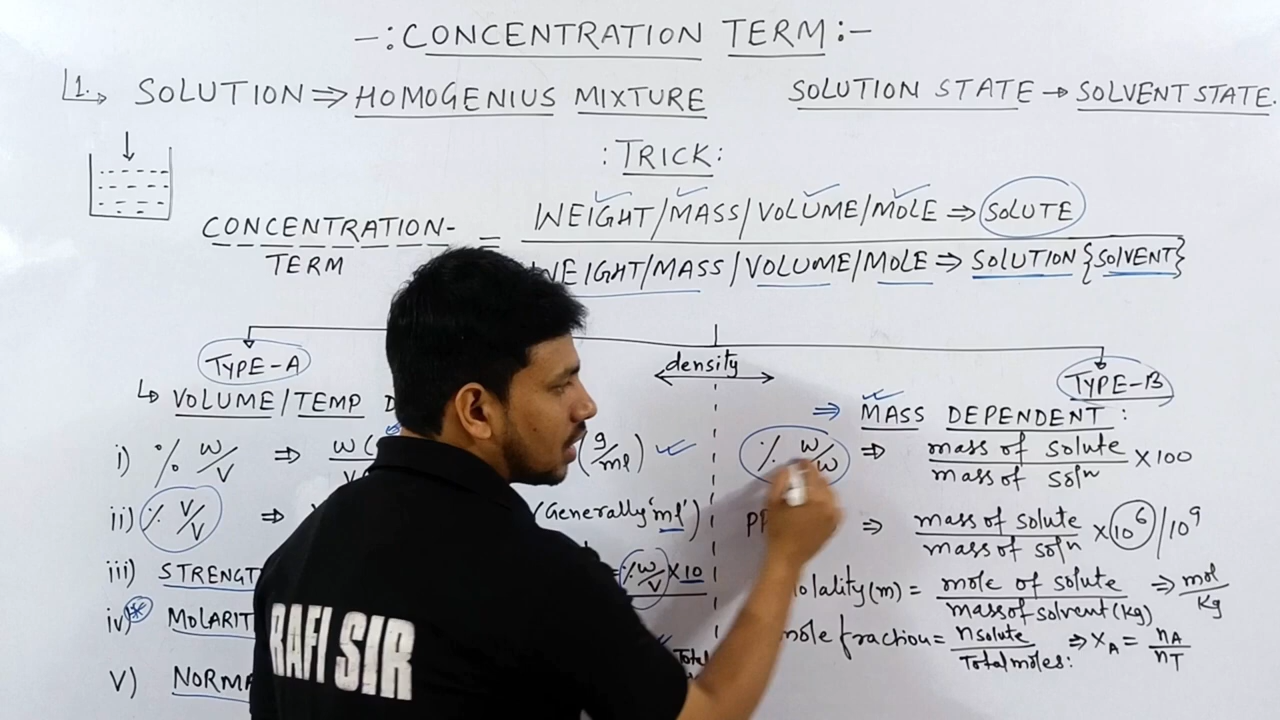 -:CONCENTRATION TERM:-
1. SOLUTION ⇒ HOMOGENIUS MIXTURE
SOLUTION STATE → SOLVENT STATE.
:TRICK:
CONCENTRATION-TERM = WEIGHT/MASS/VOLUME/MOLE ⇒ SOLUTE
WEIGHT/MASS/VOLUME/MOLE ⇒ SOLUTION {SOLVENT}
TYPE-A
↳ VOLUME/TEMP D
i) % W/V ⇒ W(
(g/ml)
ii) % V/V ⇒
(Generally 'ml')
iii) STRENGT
% W/V × 10
iv) MOLARIT
Total
v) NORMA
density
TYPE-B
⇒ MASS DEPENDENT:
% W/W ⇒ mass of solute / mass of solⁿ × 100
PP ⇒ mass of solute / mass of solⁿ × 10⁶/10⁹
olality(m) = mole of solute / mass of solvent (kg) ⇒ mol/kg
mole fraction = n solute / Total moles: ⇒ xA = nA/nT
RAFI SIR